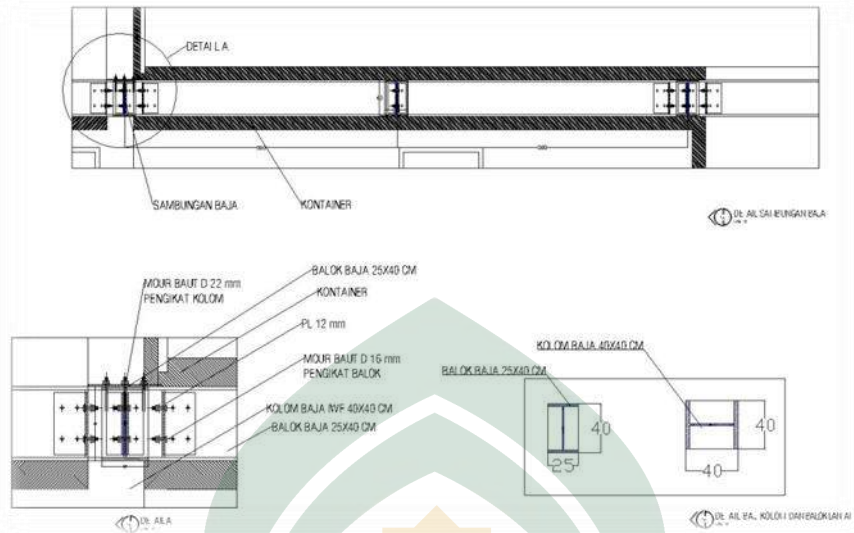 DETAIL A
SAMBUNGAN BAJA
KONTAINER
MOUR BAUT D 22 mm
PENGIKAT KOLOM
BALOK BAJA 25X40 CM
KONTAINER
PL 12 mm
MOUR BAUT D 16 mm
PENGIKAT BALOK
KOLOM BAJA IWF 40X40 CM
BALOK BAJA 25X40 CM
KOLOM BAJA 40X40 CM
BALOK BAJA 25X40 CM
40
25
40
40